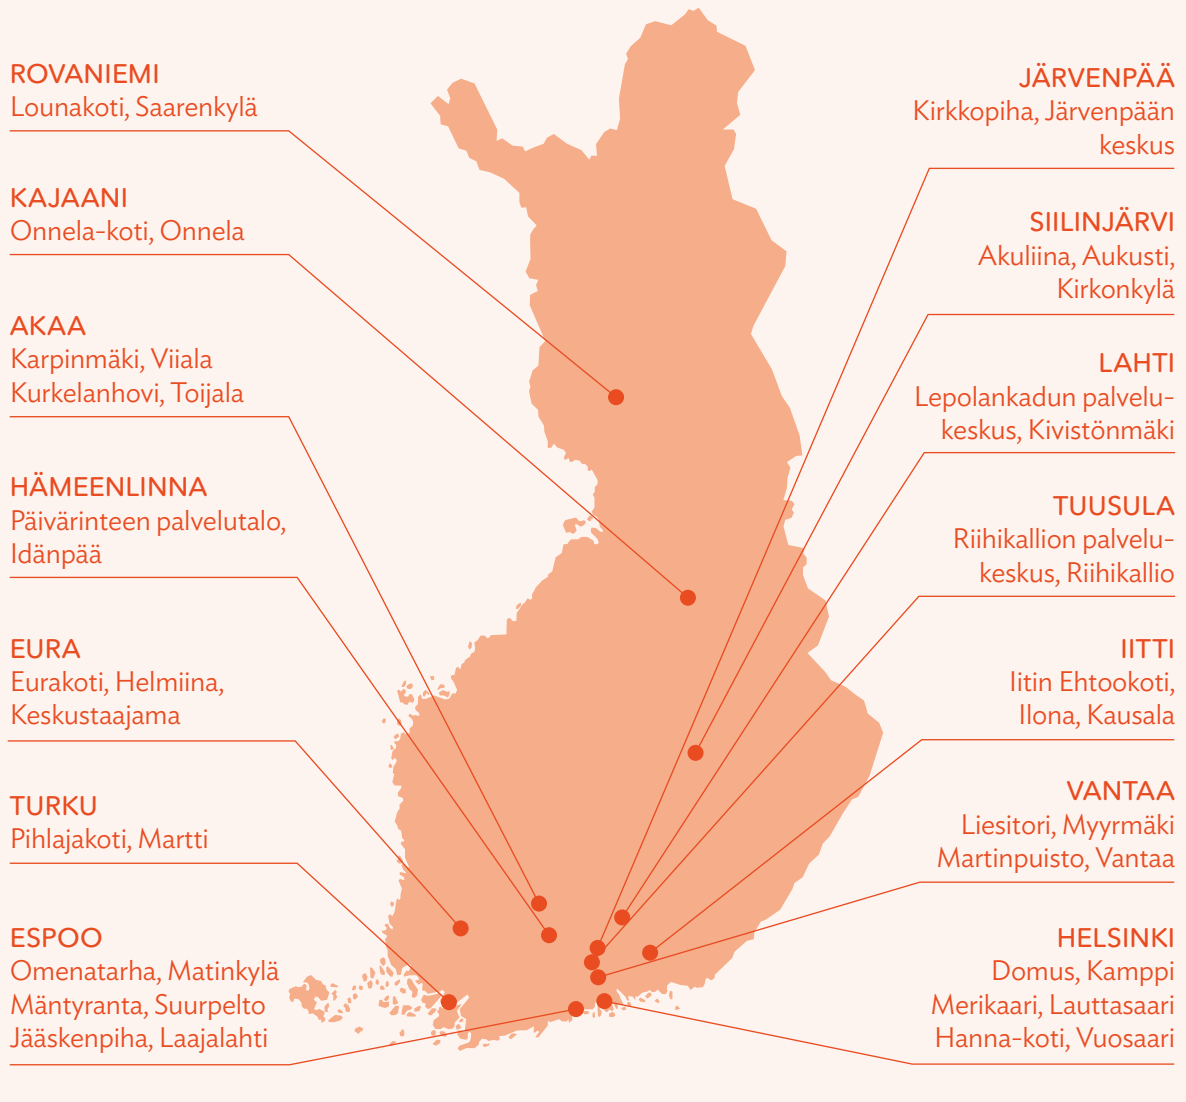 ROVANIEMI
Lounakoti, Saarenkylä
KAJAANI
Onnela-koti, Onnela
AKAA
Karpinmäki, Viiala
Kurkelanhovi, Toijala
HÄMEENLINNA
Päivärinteen palvelutalo,
Idänpää
EURA
Eurakoti, Helmiina,
Keskustaajama
TURKU
Pihlajakoti, Martti
ESPOO
Omenatarha, Matinkylä
Mäntyranta, Suurpelto
Jääskenpiha, Laajalahti
JÄRVENPÄÄ
Kirkkopiha, Järvenpään
keskus
SIILINJÄRVI
Akuliina, Aukusti,
Kirkonkylä
LAHTI
Lepolankadun palvelu-
keskus, Kivistönmäki
TUUSULA
Riihikallion palvelu-
keskus, Riihikallio
IITTI
Iitin Ehtookoti,
Ilona, Kausala
VANTAA
Liesitori, Myyrmäki
Martinpuisto, Vantaa
HELSINKI
Domus, Kamppi
Merikaari, Lauttasaari
Hanna-koti, Vuosaari